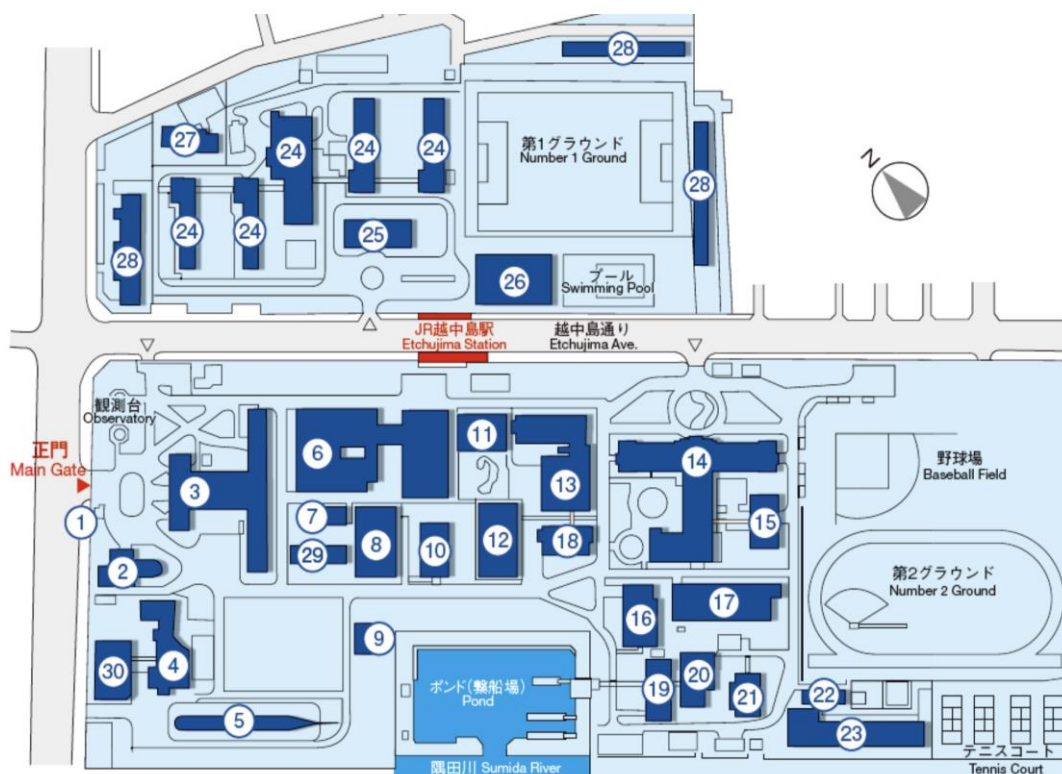 28
第1グラウンド
Number 1 Ground
N
27
24
24
24
28
24
24
25
28
26
プール
Swimming Pool
JR越中島駅
Etchujima Station
越中島通り
Etchujima Ave.
観測台
Observatory
正門
Main Gate
1
3
6
11
13
14
野球場
Baseball Field
7
8
10
12
18
15
29
2
第2グラウンド
Number 2 Ground
16
17
9
30
4
ポンド(繋船場)
Pond
19
20
21
22
5
23
隅田川 Sumida River
テニスコート
Tennis Court